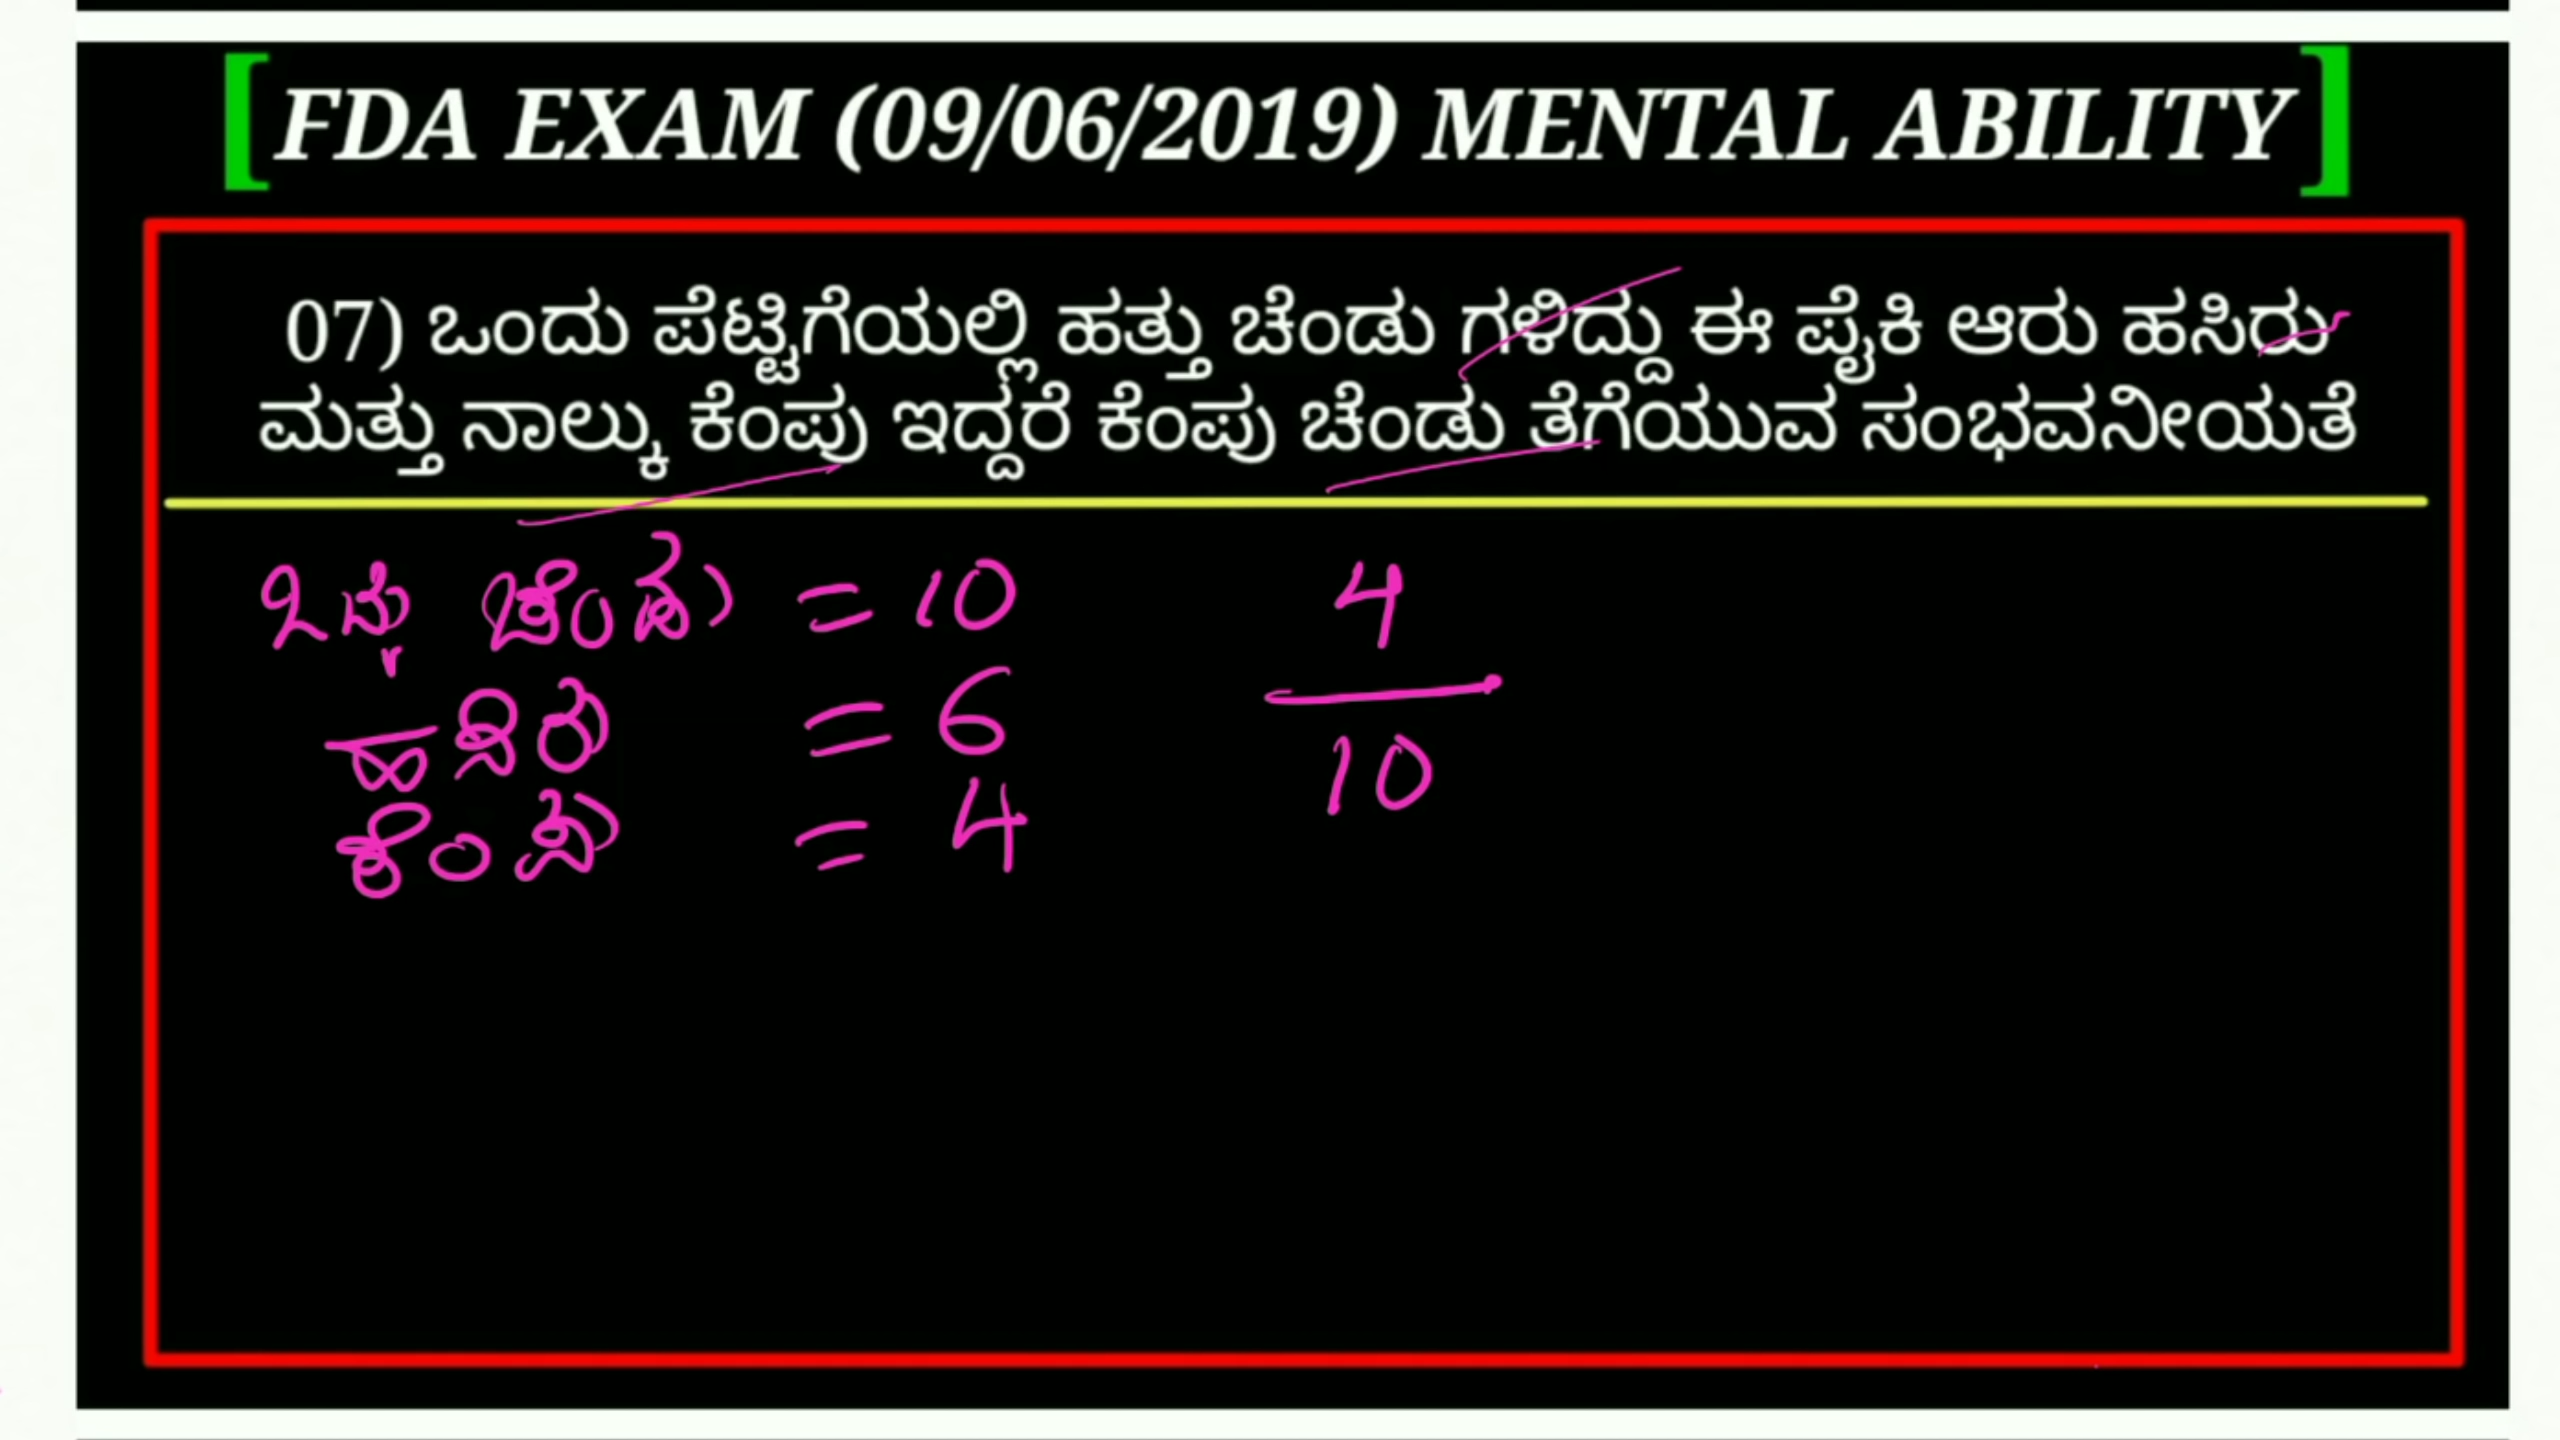 [FDA EXAM (09/06/2019) MENTAL ABILITY]
07) ಒಂದು ಪೆಟ್ಟಿಗೆಯಲ್ಲಿ ಹತ್ತು ಚೆಂಡು ಗಳಿದ್ದು ಈ ಪೈಕಿ ಆರು ಹಸಿರು
ಮತ್ತು ನಾಲ್ಕು ಕೆಂಪು ಇದ್ದರೆ ಕೆಂಪು ಚೆಂಡು ತೆಗೆಯುವ ಸಂಭವನೀಯತೆ
ಒಟ್ಟು ಚೆಂಡು = 10
ಹಸಿರು = 6
ಕೆಂಪು = 4
4
10